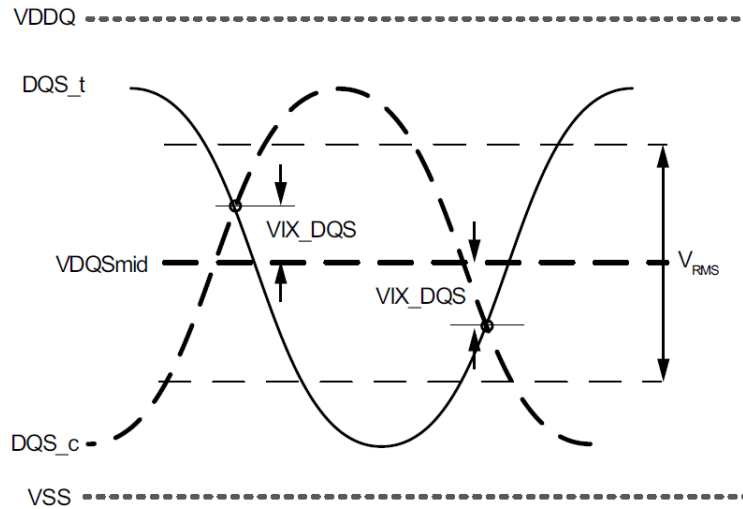 VDDQ
DQS_t
VIX_DQS
VDQSmid
VIX_DQS
VRMS
DQS_c
VSS